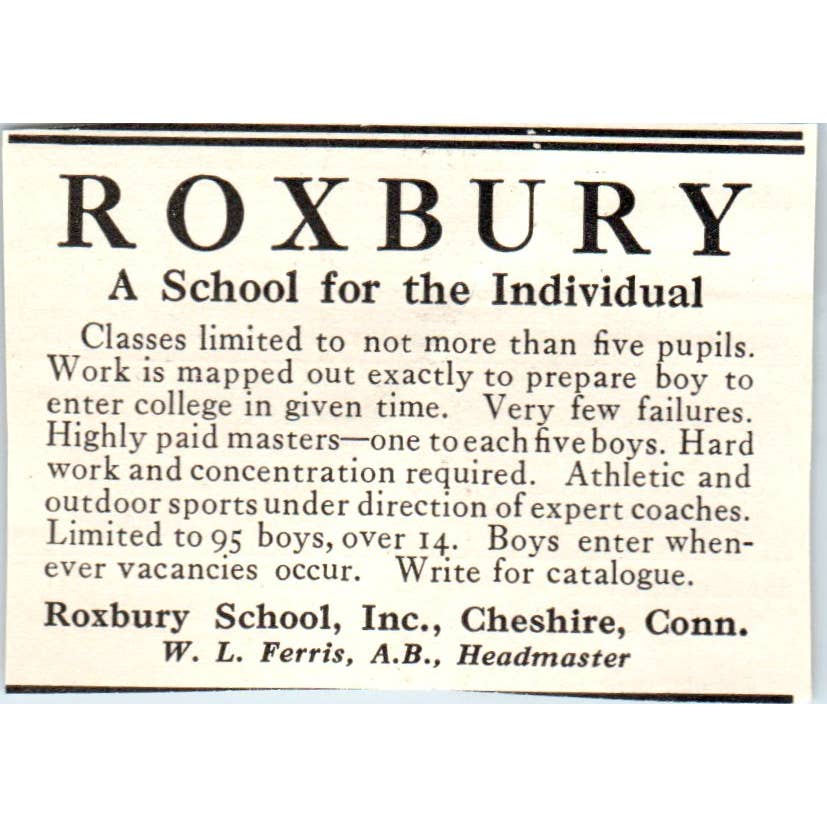 ROXBURY
A School for the Individual
Classes limited to not more than five pupils.
Work is mapped out exactly to prepare boy to
enter college in given time. Very few failures.
Highly paid masters—one to each five boys. Hard
work and concentration required. Athletic and
outdoor sports under direction of expert coaches.
Limited to 95 boys, over 14. Boys enter when-
ever vacancies occur. Write for catalogue.
Roxbury School, Inc., Cheshire, Conn.
W. L. Ferris, A.B., Headmaster